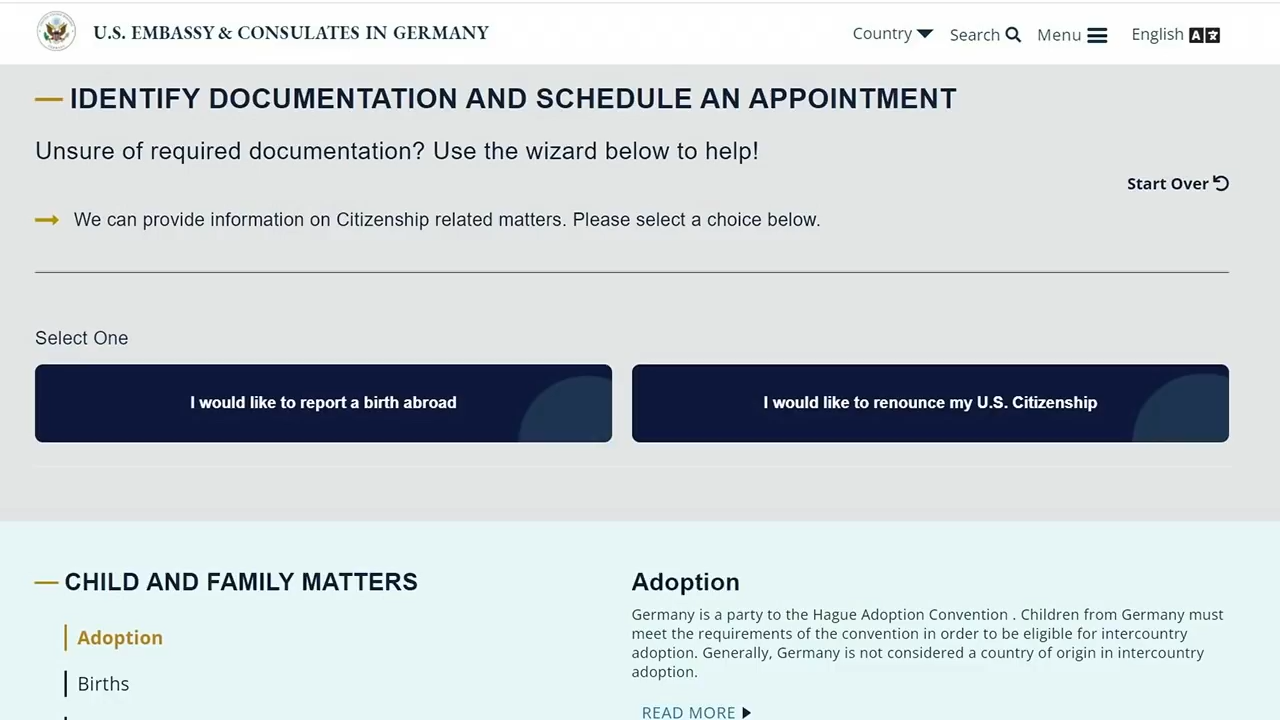 U.S. EMBASSY & CONSULATES IN GERMANY
Country
Search
Menu
English
IDENTIFY DOCUMENTATION AND SCHEDULE AN APPOINTMENT
Unsure of required documentation? Use the wizard below to help!
Start Over
We can provide information on Citizenship related matters. Please select a choice below.
Select One
I would like to report a birth abroad
I would like to renounce my U.S. Citizenship
CHILD AND FAMILY MATTERS
Adoption
Births
Adoption
Germany is a party to the Hague Adoption Convention . Children from Germany must
meet the requirements of the convention in order to be eligible for intercountry
adoption. Generally, Germany is not considered a country of origin in intercountry
adoption.
READ MORE